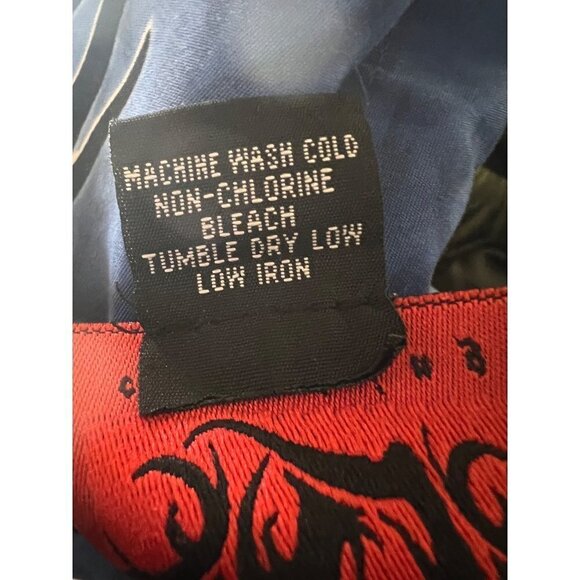 MACHINE WASH COLD
NON-CHLORINE
BLEACH
TUMBLE DRY LOW
LOW IRON